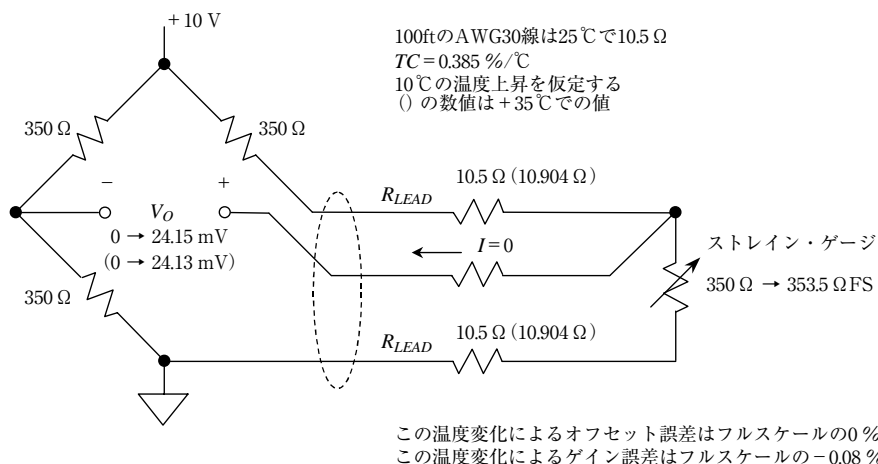 +10 V
100ftのAWG30線は25℃で10.5 Ω
TC = 0.385 %/℃
10℃の温度上昇を仮定する
() の数値は+35℃での値
350 Ω
350 Ω
10.5 Ω (10.904 Ω)
R_LEAD
− +
V_O
0 → 24.15 mV
(0 → 24.13 mV)
I = 0
ストレイン・ゲージ
350 Ω → 353.5 Ω FS
350 Ω
10.5 Ω (10.904 Ω)
R_LEAD
この温度変化によるオフセット誤差はフルスケールの0 %
この温度変化によるゲイン誤差はフルスケールの−0.08 %